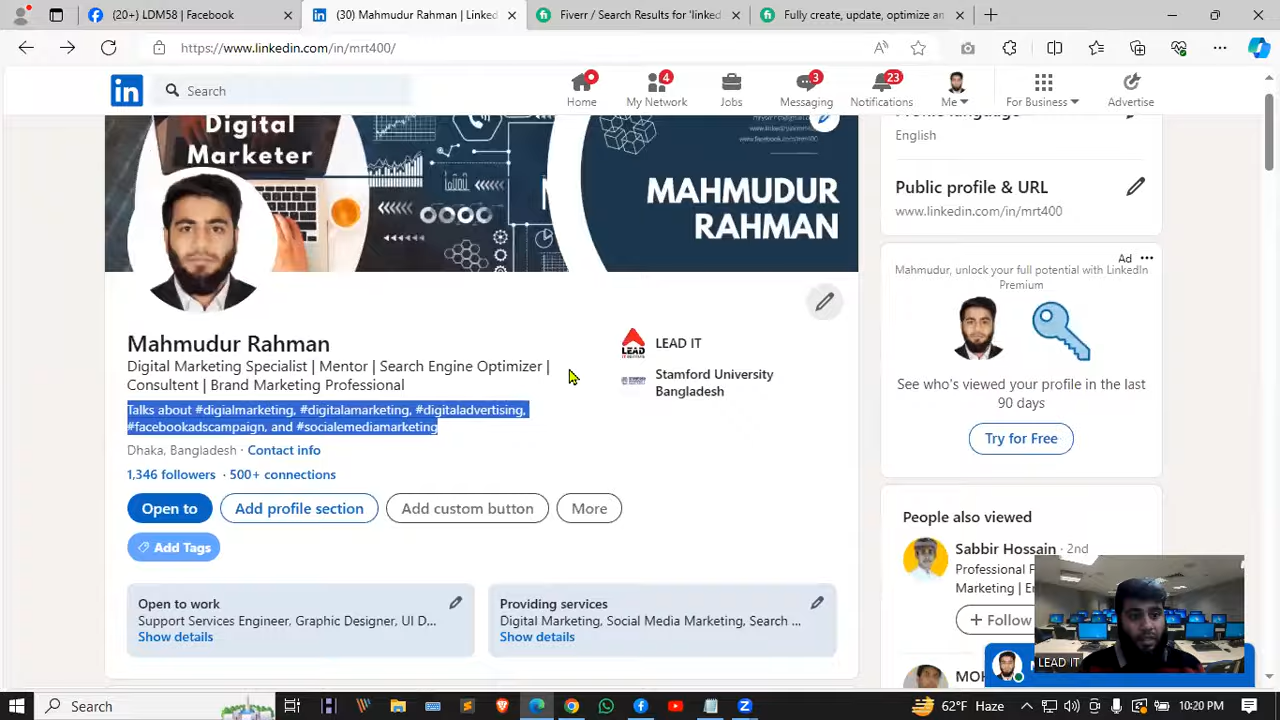 (20+) LDM58 | Facebook
(30) Mahmudur Rahman | Linked
Fiverr / Search Results for '
Fully create, update, optimize an
https://www.linkedin.com/in/mrt400/
Search
4
3
23
Home
My Network
Jobs
Messaging
Notifications
Me
For Business
Advertise
Digital
Marketer
MAHMUDUR
RAHMAN
English
Public profile & URL
www.linkedin.com/in/mrt400
Ad
Mahmudur, unlock your full potential with LinkedIn
Premium
See who's viewed your profile in the last
90 days
Try for Free
Mahmudur Rahman
Digital Marketing Specialist | Mentor | Search Engine Optimizer |
Consultent | Brand Marketing Professional
Talks about #digialmarketing, #digitalamarketing, #digitaladvertising,
#facebookadscampaign, and #socialemediamarketing
Dhaka, Bangladesh · Contact info
1,346 followers · 500+ connections
LEAD IT
Stamford University
Bangladesh
Open to
Add profile section
Add custom button
More
Add Tags
Open to work
Support Services Engineer, Graphic Designer, UI D...
Show details
Providing services
Digital Marketing, Social Media Marketing, Search ...
Show details
People also viewed
Sabbir Hossain · 2nd
Professional F
Marketing | E
Follow
MOH
LEAD IT
Search
62°F Haze
10:20 PM